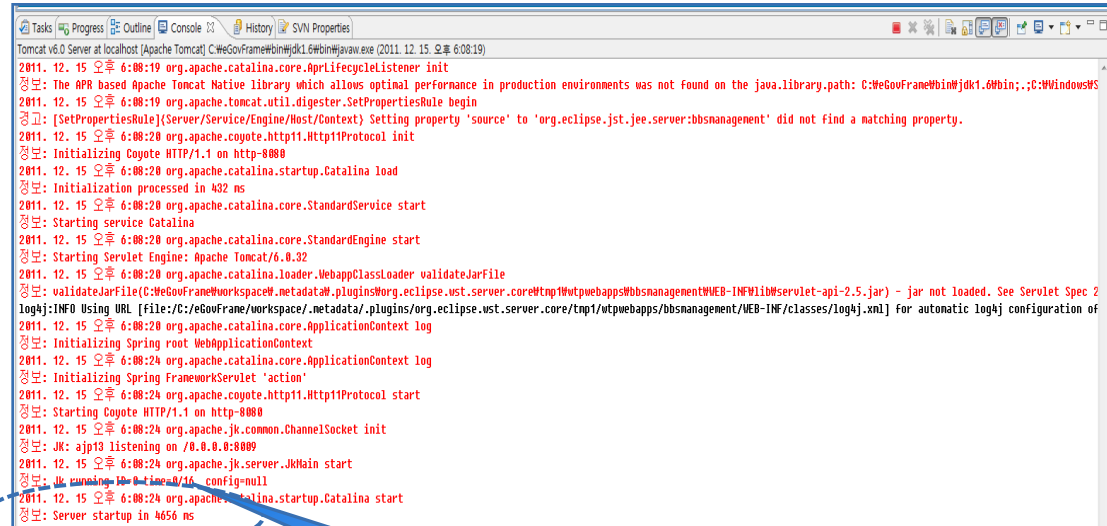 Tasks Progress Outline Console History SVN Properties
Tomcat v6.0 Server at localhost [Apache Tomcat] C:₩eGovFrame₩bin₩jdk1.6₩bin₩javaw.exe (2011. 12. 15. 오후 6:08:19)
2011. 12. 15 오후 6:08:19 org.apache.catalina.core.AprLifecycleListener init
정보: The APR based Apache Tomcat Native library which allows optimal performance in production environments was not found on the java.library.path: C:₩eGovFrame₩bin₩jdk1.6₩bin;.;C:₩Windows₩S
2011. 12. 15 오후 6:08:19 org.apache.tomcat.util.digester.SetPropertiesRule begin
경고: [SetPropertiesRule]{Server/Service/Engine/Host/Context} Setting property 'source' to 'org.eclipse.jst.jee.server:bbsmanagement' did not find a matching property.
2011. 12. 15 오후 6:08:20 org.apache.coyote.http11.Http11Protocol init
정보: Initializing Coyote HTTP/1.1 on http-8080
2011. 12. 15 오후 6:08:20 org.apache.catalina.startup.Catalina load
정보: Initialization processed in 432 ms
2011. 12. 15 오후 6:08:20 org.apache.catalina.core.StandardService start
정보: Starting service Catalina
2011. 12. 15 오후 6:08:20 org.apache.catalina.core.StandardEngine start
정보: Starting Servlet Engine: Apache Tomcat/6.0.32
2011. 12. 15 오후 6:08:20 org.apache.catalina.loader.WebappClassLoader validateJarFile
정보: validateJarFile(C:₩eGovFrame₩workspace₩.metadata₩.plugins₩org.eclipse.wst.server.core₩tmp1₩wtpwebapps₩bbsmanagement₩WEB-INF₩lib₩servlet-api-2.5.jar) - jar not loaded. See Servlet Spec 2
log4j:INFO Using URL [file:/C:/eGovFrame/workspace/.metadata/.plugins/org.eclipse.wst.server.core/tmp1/wtpwebapps/bbsmanagement/WEB-INF/classes/log4j.xml] for automatic log4j configuration of
2011. 12. 15 오후 6:08:24 org.apache.catalina.core.ApplicationContext log
정보: Initializing Spring root WebApplicationContext
2011. 12. 15 오후 6:08:24 org.apache.catalina.core.ApplicationContext log
정보: Initializing Spring FrameworkServlet 'action'
2011. 12. 15 오후 6:08:24 org.apache.coyote.http11.Http11Protocol start
정보: Starting Coyote HTTP/1.1 on http-8080
2011. 12. 15 오후 6:08:24 org.apache.jk.common.ChannelSocket init
정보: JK: ajp13 listening on /0.0.0.0:8009
2011. 12. 15 오후 6:08:24 org.apache.jk.server.JkMain start
정보: Jk running ID=0 time=0/16 config=null
2011. 12. 15 오후 6:08:24 org.apache.catalina.startup.Catalina start
정보: Server startup in 4656 ms